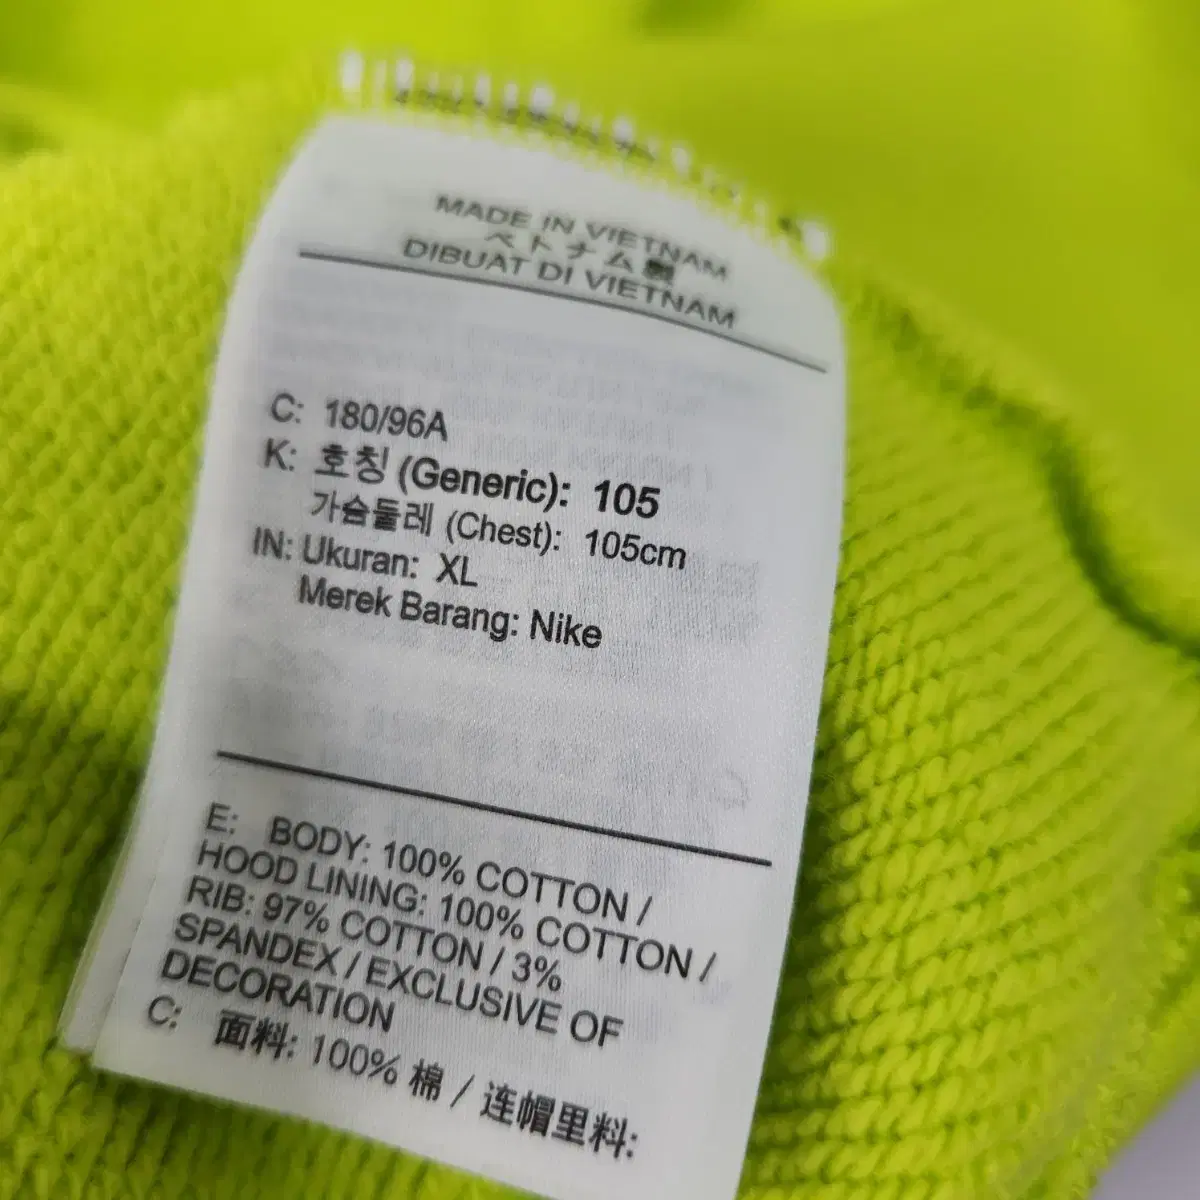 MADE IN VIETNAM
ベトナム製
DIBUAT DI VIETNAM
C: 180/96A
K: 호칭 (Generic): 105
가슴둘레 (Chest): 105cm
IN: Ukuran: XL
Merek Barang: Nike
E: BODY: 100% COTTON /
HOOD LINING: 100% COTTON /
RIB: 97% COTTON / 3%
SPANDEX / EXCLUSIVE OF
DECORATION
C: 面料: 100% 棉 / 连帽里料: